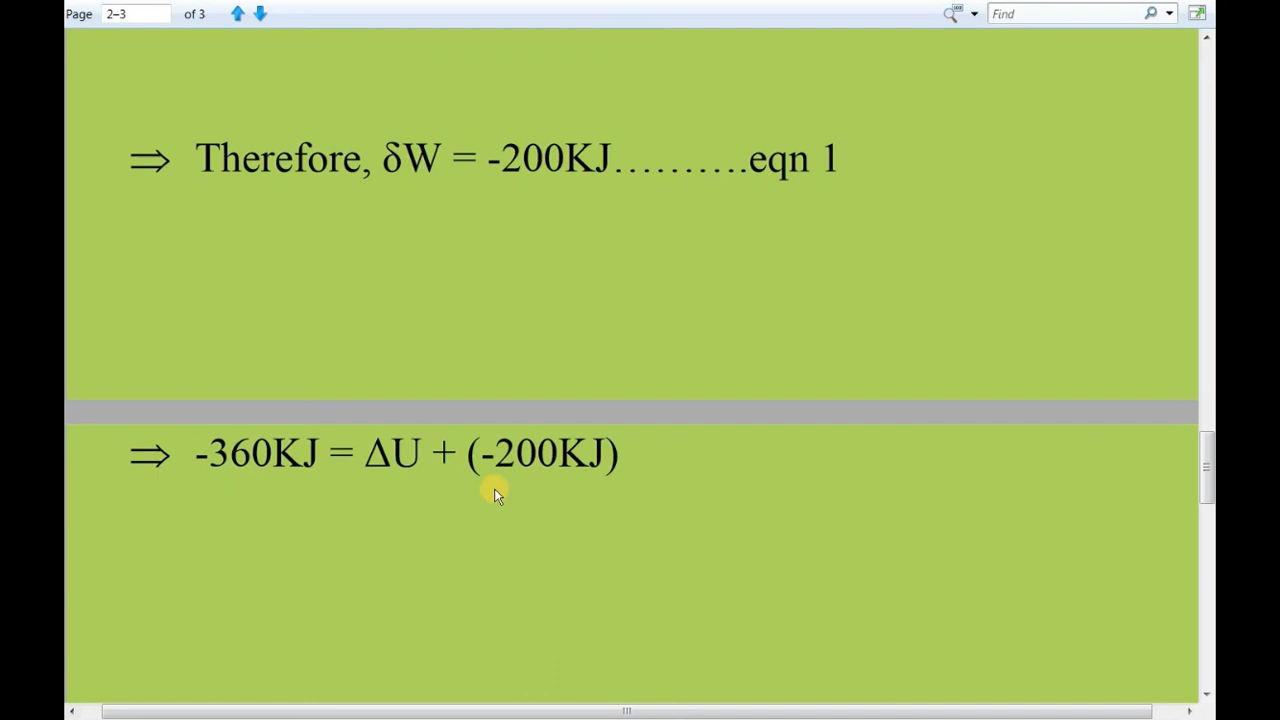 Page 2–3 of 3 Find
⇒ Therefore, δW = -200KJ..........eqn 1
⇒ -360KJ = ΔU + (-200KJ)